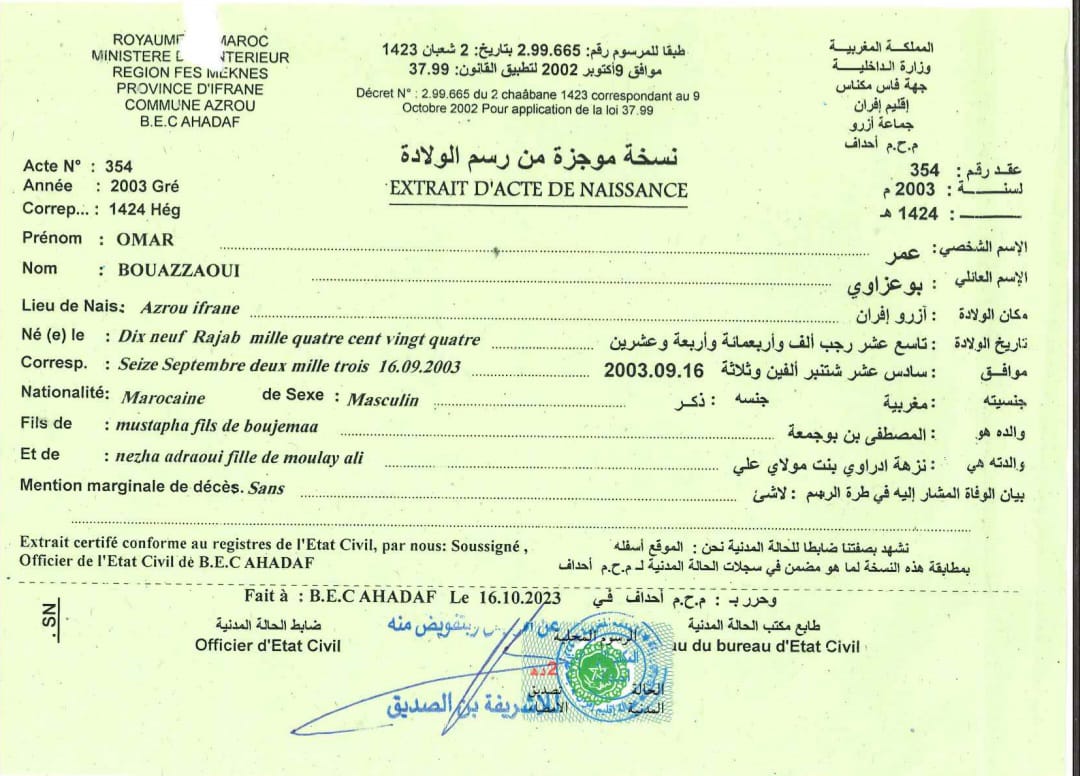 ROYAUME MAROC
MINISTERE D NTERIEUR
REGION FES MEKNES
PROVINCE D'IFRANE
COMMUNE AZROU
B.E.C AHADAF
طبقا للمرسوم رقم: 2.99.665 بتاريخ: 2 شعبان 1423
موافق 9أكتوبر 2002 لتطبيق القانون: 37.99
Décret N° : 2.99.665 du 2 chaâbane 1423 correspondant au 9
Octobre 2002 Pour application de la loi 37.99
المملكة المغربية
وزارة الداخلية
جهة فاس مكناس
إقليم إفران
جماعة أزرو
م.ح.م أحداف
نسخة موجزة من رسم الولادة
EXTRAIT D'ACTE DE NAISSANCE
Acte N° : 354
Année : 2003 Gré
Correp... : 1424 Hég
عقد رقم : 354
لسنة : 2003 م
: 1424 هـ
Prénom : OMAR
الإسم الشخصي: عمر
Nom : BOUAZZAOUI
الإسم العائلي : بوعزاوي
Lieu de Nais: Azrou ifrane
مكان الولادة : آزرو إفران
Né (e) le : Dix neuf Rajab mille quatre cent vingt quatre
تاريخ الولادة : تاسع عشر رجب ألف وأربعمائة وأربعة وعشرين
Corresp. : Seize Septembre deux mille trois 16.09.2003
موافق : سادس عشر شتنبر ألفين وثلاثة 2003.09.16
Nationalité: Marocaine de Sexe : Masculin
جنسيته : مغربية جنسه : ذكر
Fils de : mustapha fils de boujemaa
والده هو : المصطفى بن بوجمعة
Et de : nezha adraoui fille de moulay ali
والدته هي : نزهة ادراوي بنت مولاي علي
Mention marginale de décès. Sans
بيان الوفاة المشار إليه في طرة الرسم : لاشئ
Extrait certifé conforme au registres de l'Etat Civil, par nous: Soussigné ,
Officier de l'Etat Civil de B.E.C AHADAF
نشهد بصفتنا ضابطا للحالة المدنية نحن : الموقع أسفله
بمطابقة هذه النسخة لما هو مضمن في سجلات الحالة المدنية لـ م.ح.م أحداف
Fait à : B.E.C AHADAF Le 16.10.2023
وحرر بـ : م.ح.م أحداف في
SN.
ضابط الحالة المدنية
Officier d'Etat Civil
طابع مكتب الحالة المدنية
au du bureau d'Etat Civil
عن وبتفويض منه
الرسوم المحلية
2 د
تصديق
الإمضاء
الحالة
المدنية
للاشريفة بن الصديق